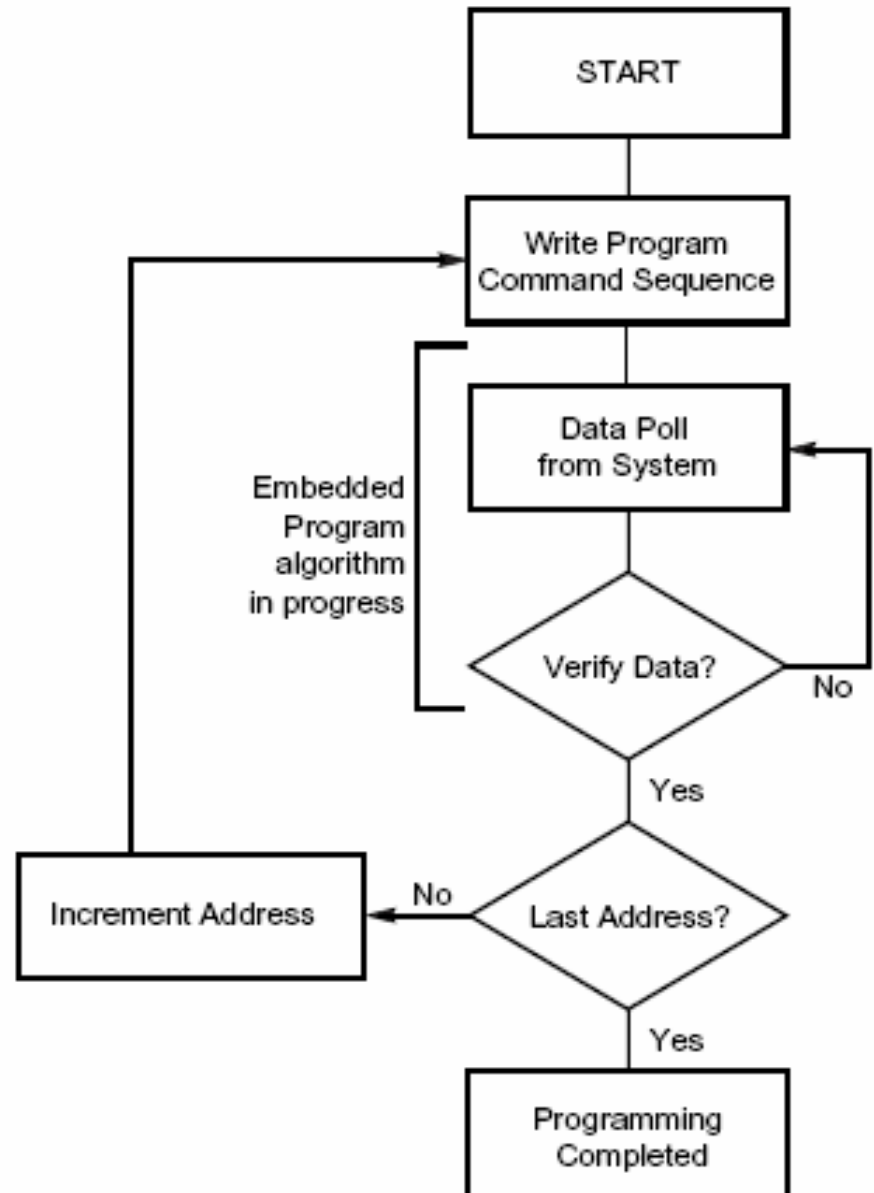 START
Write Program
Command Sequence
Data Poll
from System
Embedded
Program
algorithm
in progress
Verify Data?
No
Yes
Increment Address
No
Last Address?
Yes
Programming
Completed